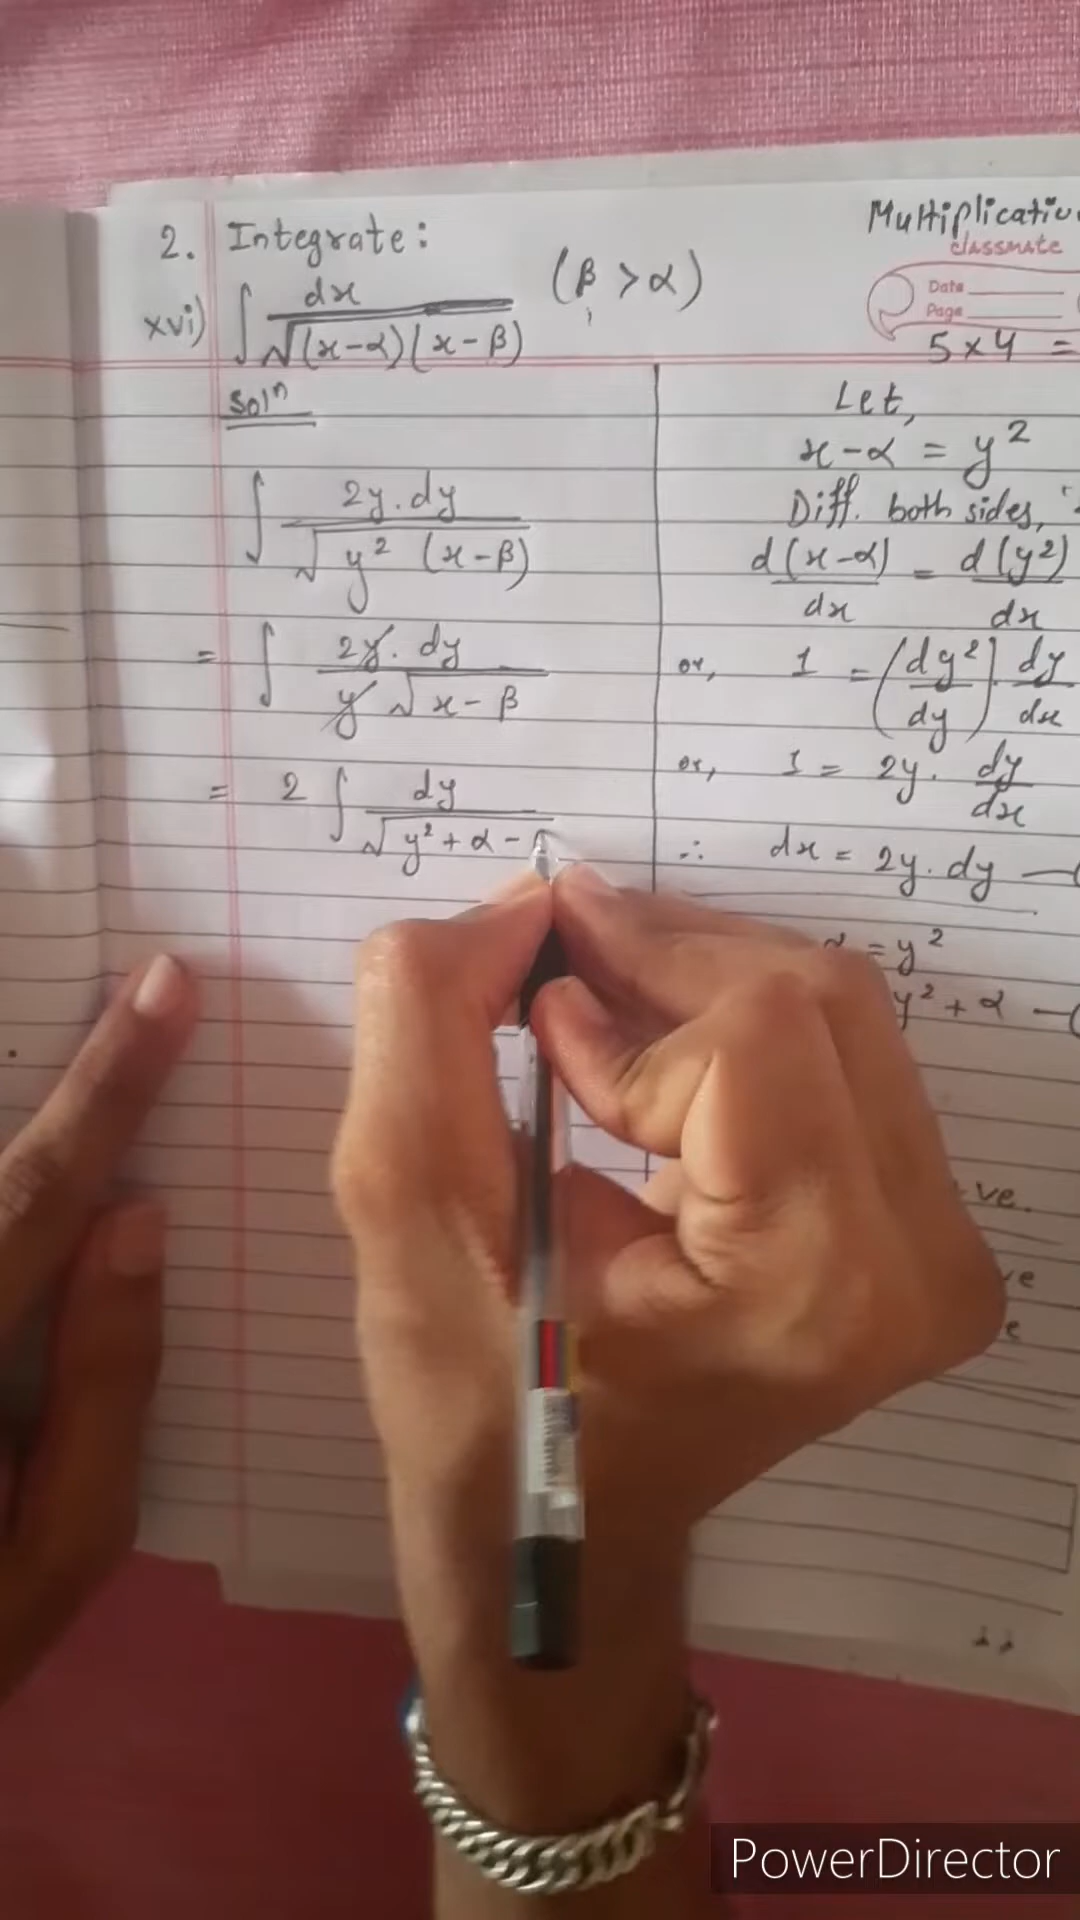 2. Integrate:
xvi) ∫ dx / √(x-α)(x-β) (β > α)
Multiplicativ
classmate
Date
Page
5 x 4 =
Solⁿ
∫ 2y. dy / √ y² (x-β)
= ∫ 2y. dy / y √ x - β
= 2 ∫ dy / √ y² + α -
Let,
x - α = y²
Diff. both sides,
d (x-α) / dx = d (y²) / dx
or, 1 = (dy² / dy) dy / dx
or, 1 = 2y. dy / dx
∴ dx = 2y. dy — (
= y²
y² + α — (
ve.
PowerDirector